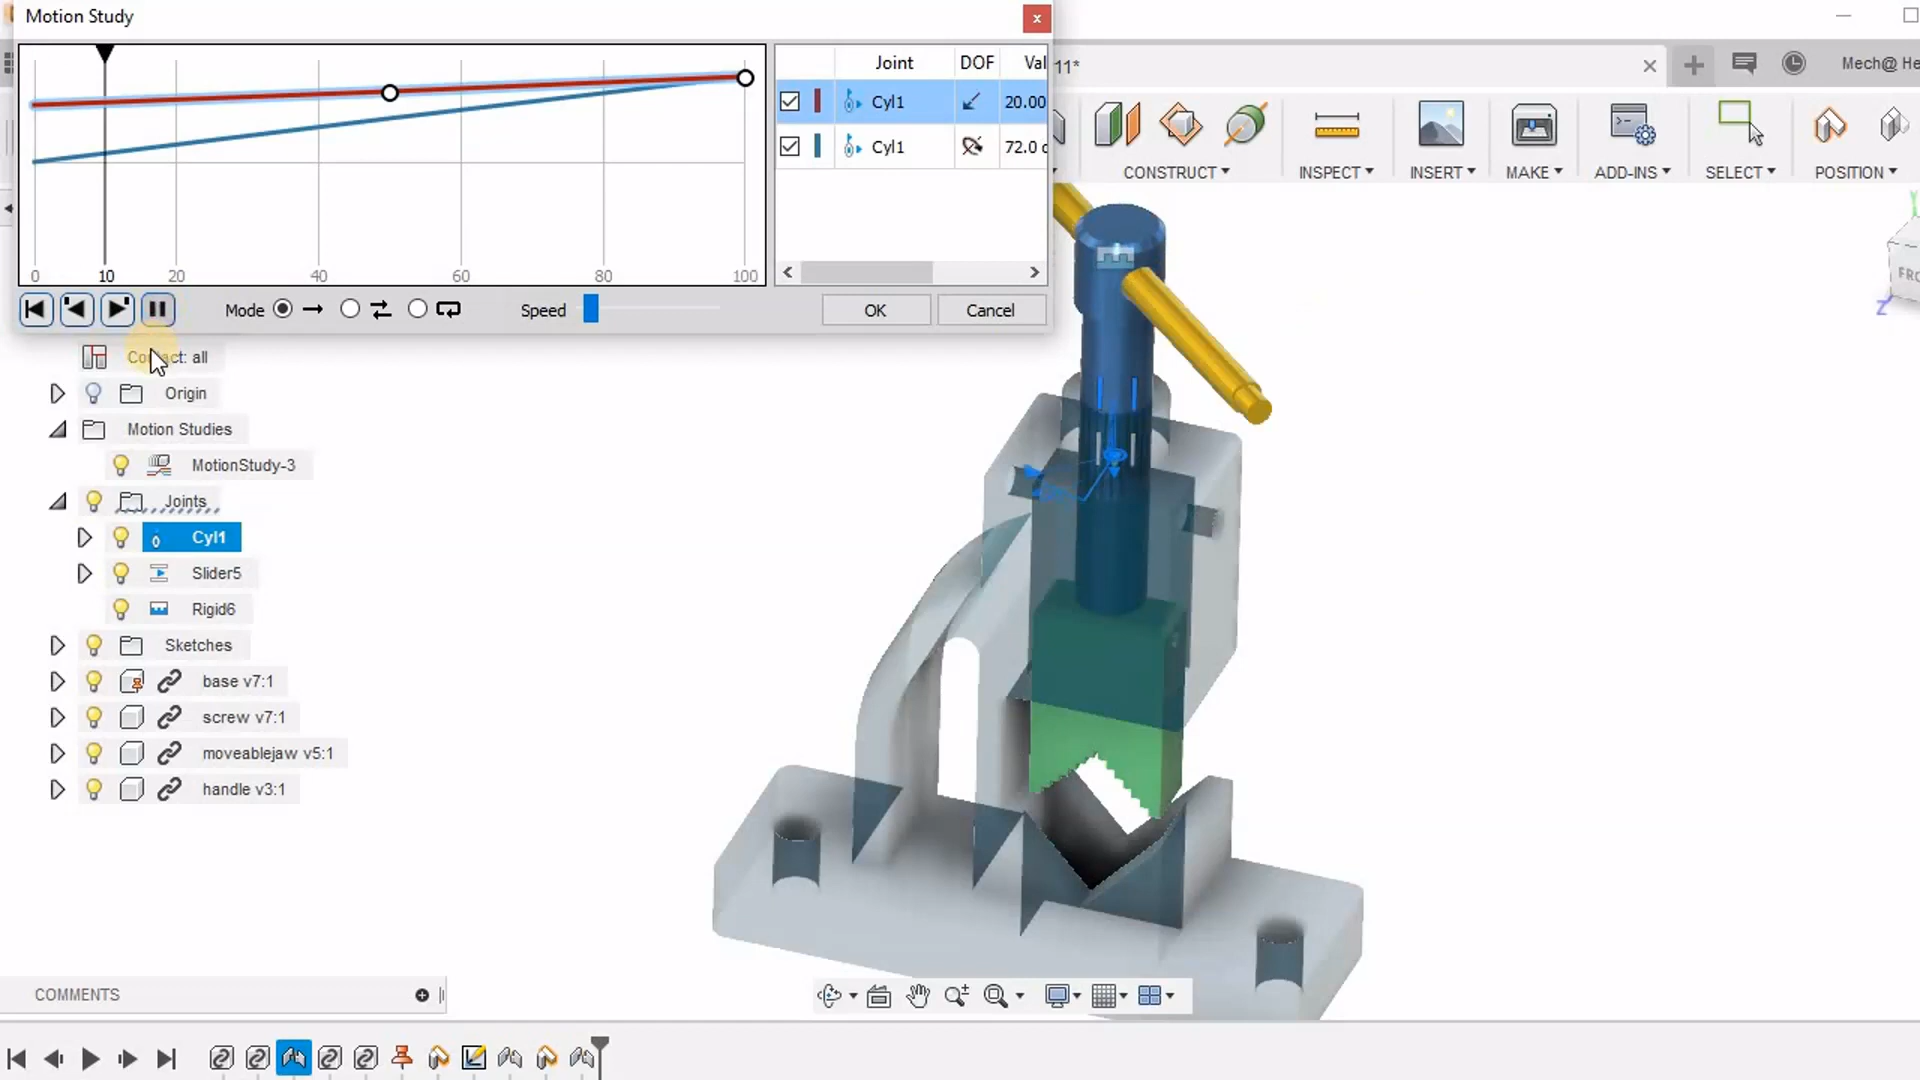 Motion Study
x
Joint DOF Val
Cyl1 20.00
Cyl1 72.0
0 10 20 40 60 80 100
Mode
Speed
OK
Cancel
11*
Mech@ He
CONSTRUCT
INSPECT
INSERT
MAKE
ADD-INS
SELECT
POSITION
Contact: all
Origin
Motion Studies
MotionStudy-3
Joints
Cyl1
Slider5
Rigid6
Sketches
base v7:1
screw v7:1
moveablejaw v5:1
handle v3:1
Y
Z
COMMENTS